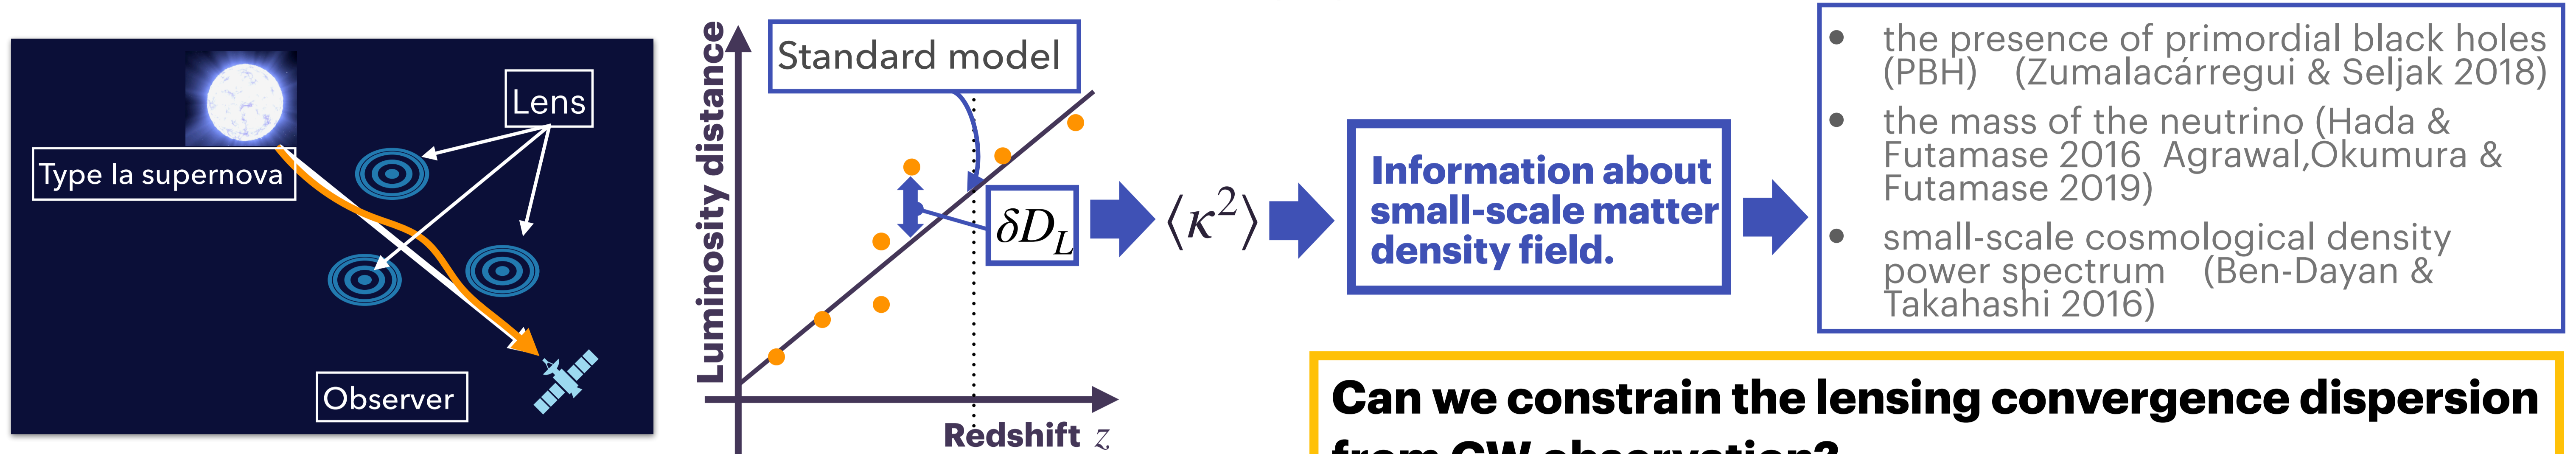 Lens
Type Ia supernova
Observer
Luminosity distance
Standard model
δD_L
Redshift z
⟨κ²⟩
Information about
small-scale matter
density field.
• the presence of primordial black holes
(PBH) (Zumalacárregui & Seljak 2018)
• the mass of the neutrino (Hada &
Futamase 2016 Agrawal,Okumura &
Futamase 2019)
• small-scale cosmological density
power spectrum (Ben-Dayan &
Takahashi 2016)
Can we constrain the lensing convergence dispersion
from GW observation?